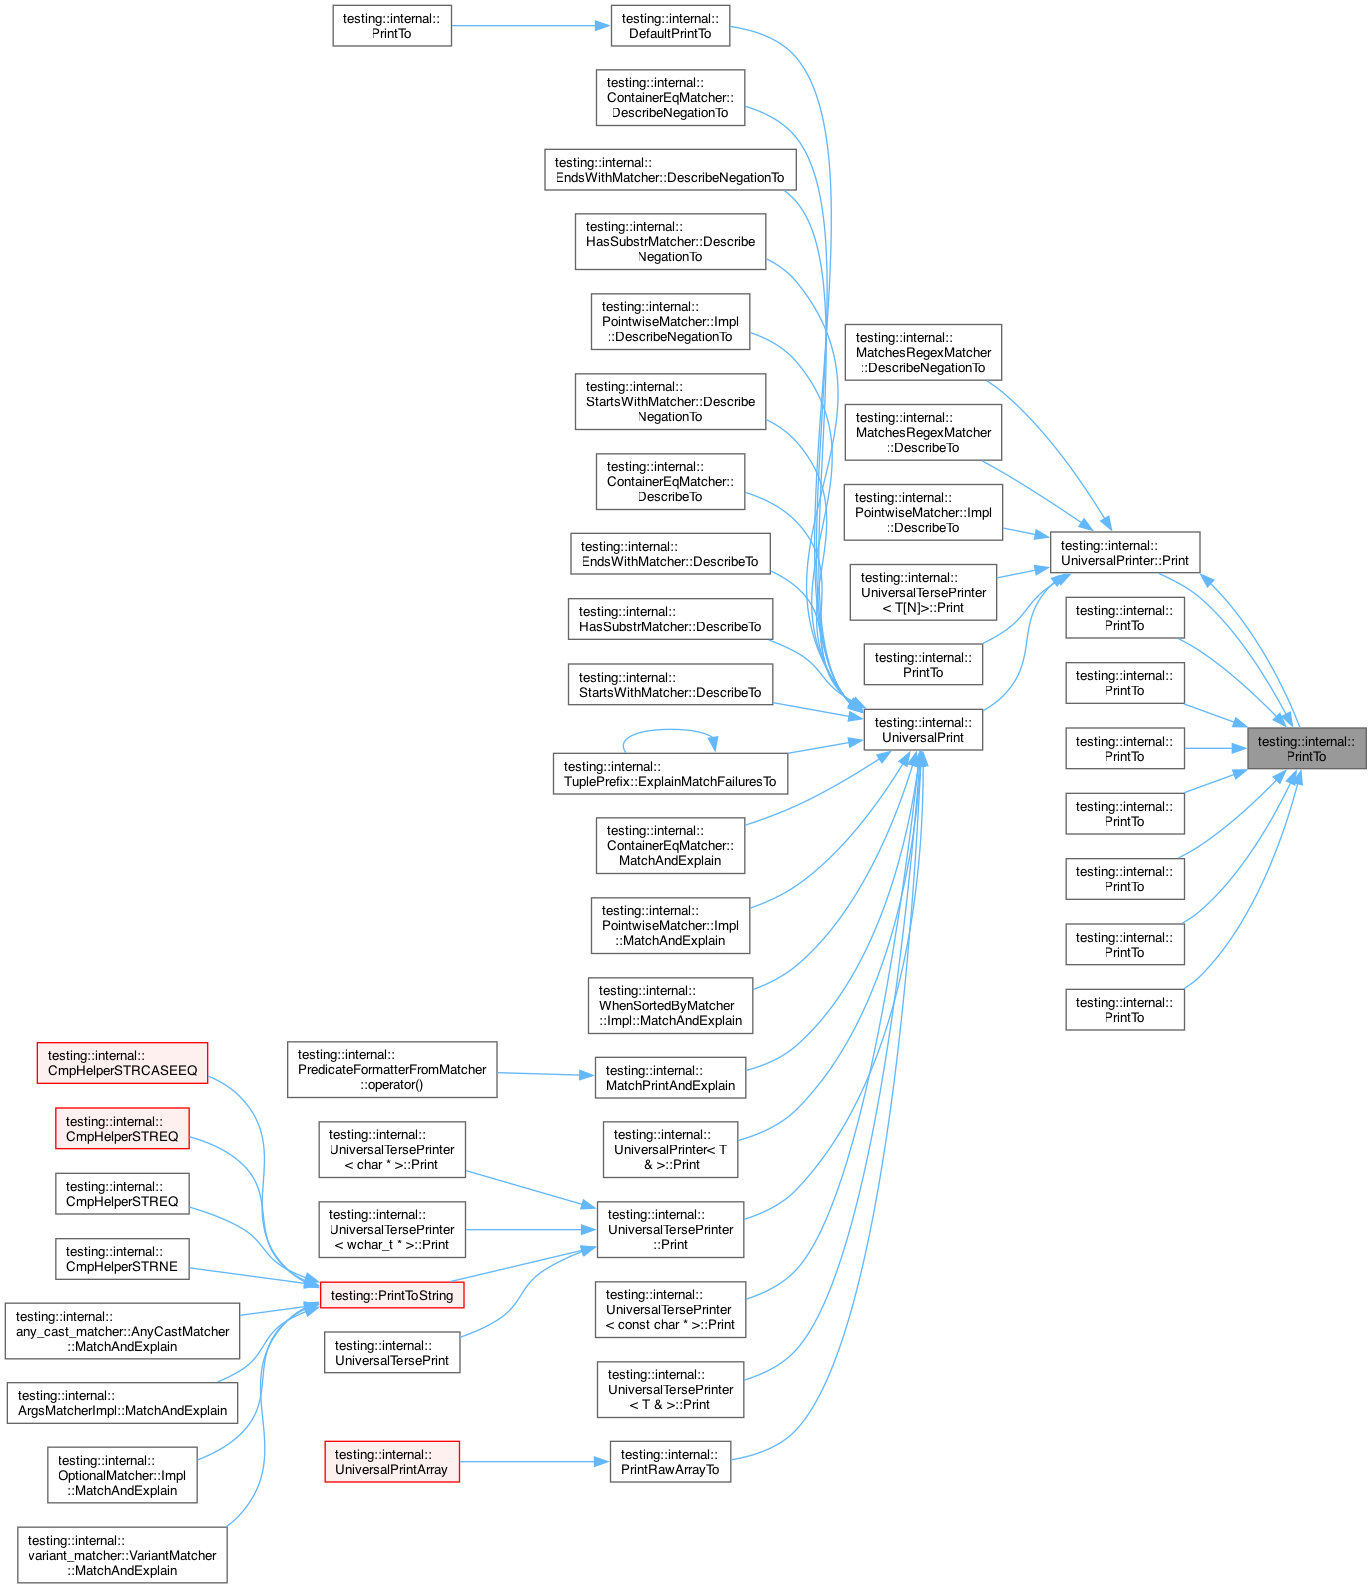 testing::internal::
PrintTo
testing::internal::
DefaultPrintTo
testing::internal::
ContainerEqMatcher::
DescribeNegationTo
testing::internal::
EndsWithMatcher::DescribeNegationTo
testing::internal::
HasSubstrMatcher::Describe
NegationTo
testing::internal::
PointwiseMatcher::Impl
::DescribeNegationTo
testing::internal::
StartsWithMatcher::Describe
NegationTo
testing::internal::
ContainerEqMatcher::
DescribeTo
testing::internal::
EndsWithMatcher::DescribeTo
testing::internal::
HasSubstrMatcher::DescribeTo
testing::internal::
StartsWithMatcher::DescribeTo
testing::internal::
TuplePrefix::ExplainMatchFailuresTo
testing::internal::
ContainerEqMatcher::
MatchAndExplain
testing::internal::
PointwiseMatcher::Impl
::MatchAndExplain
testing::internal::
WhenSortedByMatcher
::Impl::MatchAndExplain
testing::internal::
MatchPrintAndExplain
testing::internal::
PredicateFormatterFromMatcher
::operator()
testing::internal::
UniversalPrinter< T
& >::Print
testing::internal::
UniversalTersePrinter
::Print
testing::internal::
UniversalTersePrinter
< char * >::Print
testing::internal::
UniversalTersePrinter
< wchar_t * >::Print
testing::PrintToString
testing::internal::
UniversalTersePrint
testing::internal::
CmpHelperSTRCASEEQ
testing::internal::
CmpHelperSTREQ
testing::internal::
CmpHelperSTREQ
testing::internal::
CmpHelperSTRNE
testing::internal::
any_cast_matcher::AnyCastMatcher
::MatchAndExplain
testing::internal::
ArgsMatcherImpl::MatchAndExplain
testing::internal::
OptionalMatcher::Impl
::MatchAndExplain
testing::internal::
variant_matcher::VariantMatcher
::MatchAndExplain
testing::internal::
UniversalTersePrinter
< const char * >::Print
testing::internal::
UniversalTersePrinter
< T & >::Print
testing::internal::
PrintRawArrayTo
testing::internal::
UniversalPrintArray
testing::internal::
MatchesRegexMatcher
::DescribeNegationTo
testing::internal::
MatchesRegexMatcher
::DescribeTo
testing::internal::
PointwiseMatcher::Impl
::DescribeTo
testing::internal::
UniversalTersePrinter
< T[N]>::Print
testing::internal::
PrintTo
testing::internal::
UniversalPrint
testing::internal::
UniversalPrinter::Print
testing::internal::
PrintTo
testing::internal::
PrintTo
testing::internal::
PrintTo
testing::internal::
PrintTo
testing::internal::
PrintTo
testing::internal::
PrintTo
testing::internal::
PrintTo
testing::internal::
PrintTo